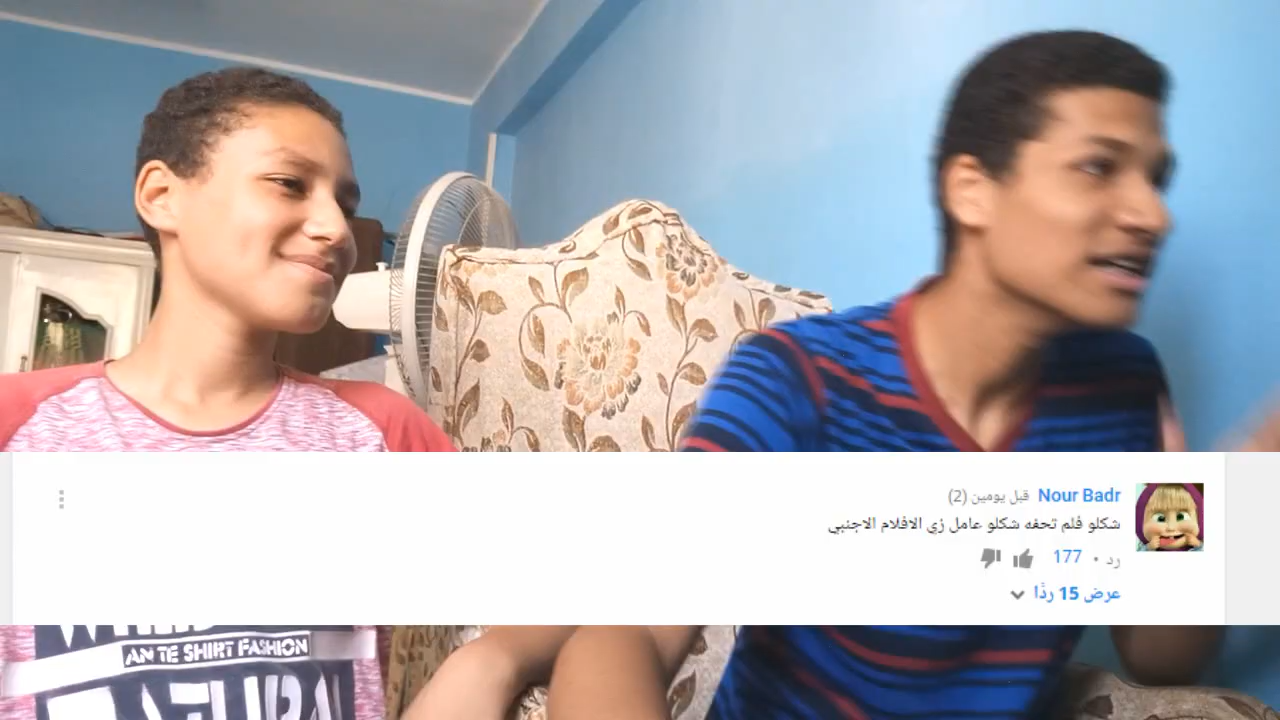 Nour Badr قبل يومين (2)
شكلو فلم تحفه شكلو عامل زي الافلام الاجنبي
رد • 177
عرض 15 ردًا
AN TE SHIRT FASHION